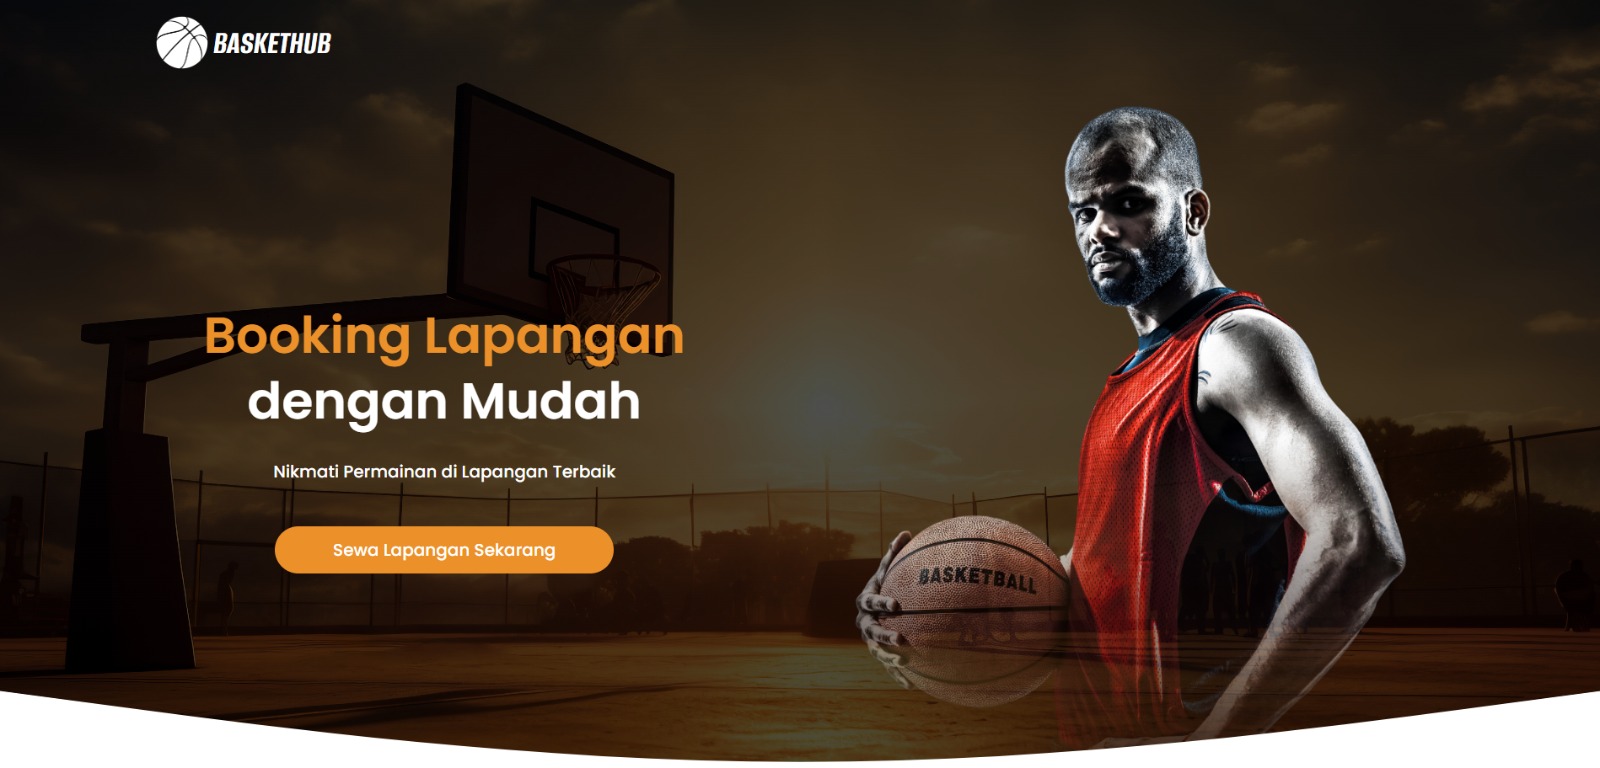 BASKETHUB
Booking Lapangan
dengan Mudah
Nikmati Permainan di Lapangan Terbaik
Sewa Lapangan Sekarang
BASKETBALL